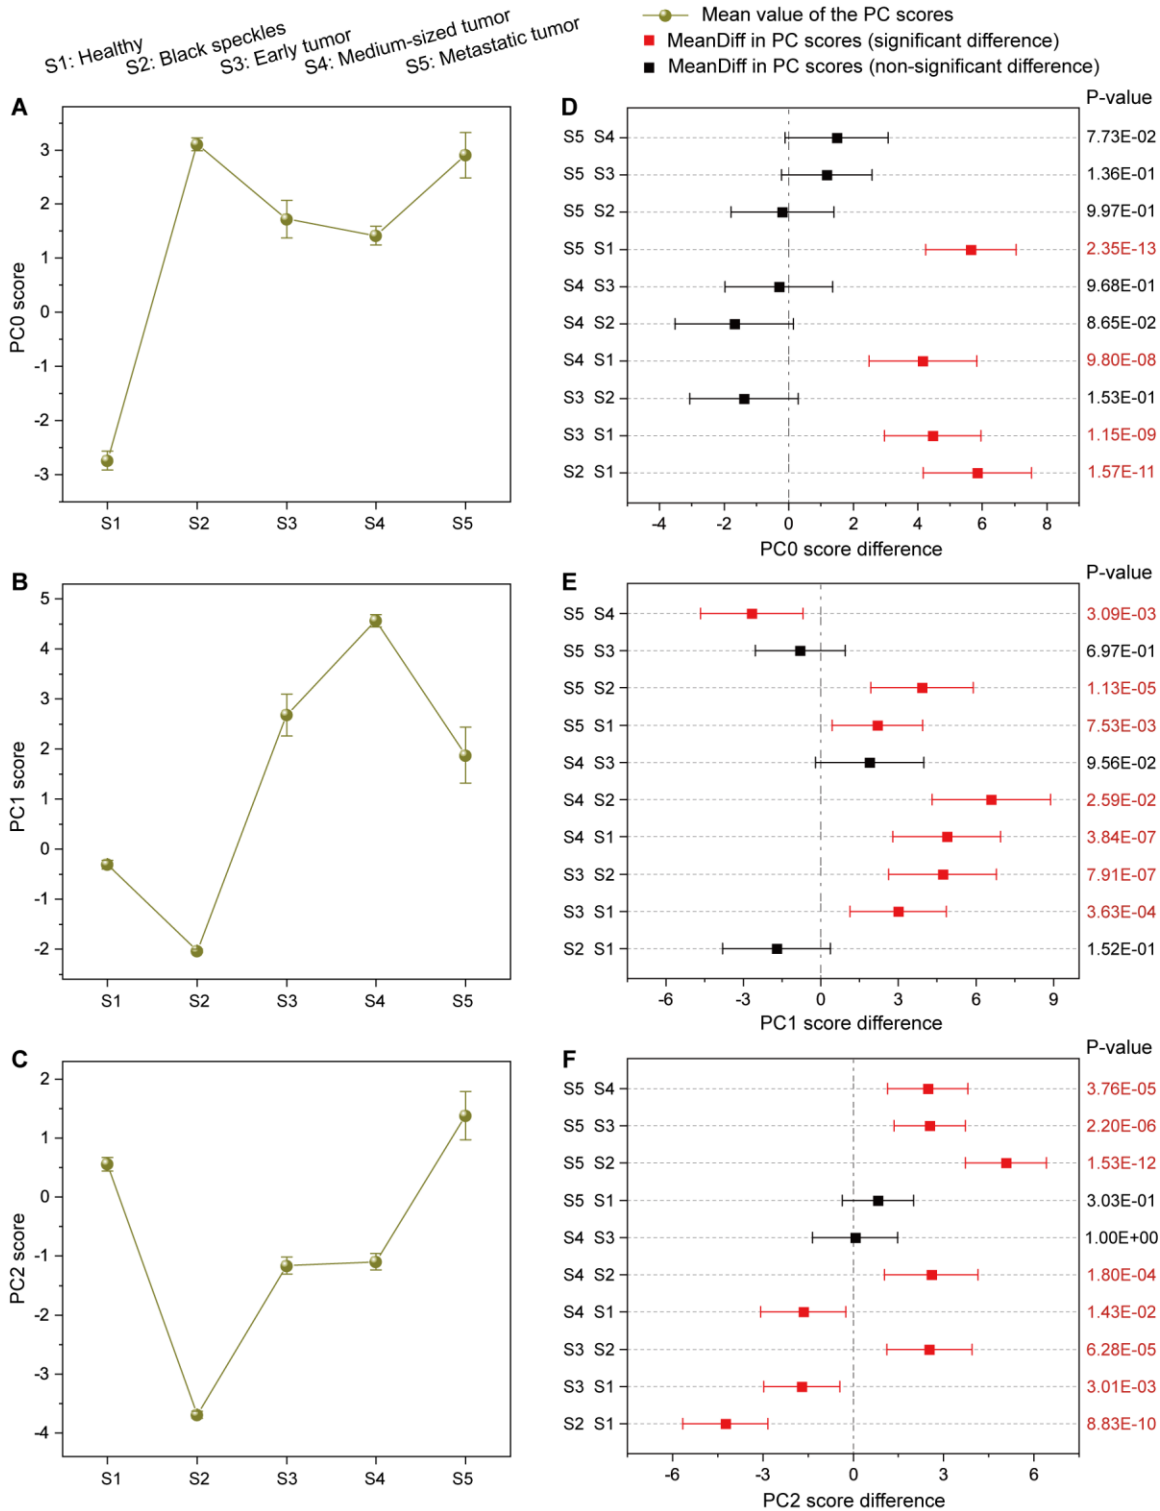 S1: Healthy
S2: Black speckles
S3: Early tumor
S4: Medium-sized tumor
S5: Metastatic tumor
Mean value of the PC scores
MeanDiff in PC scores (significant difference)
MeanDiff in PC scores (non-significant difference)
A
3
2
1
0
-1
-2
-3
PC0 score
S1 S2 S3 S4 S5
D
P-value
S5 S4 7.73E-02
S5 S3 1.36E-01
S5 S2 9.97E-01
S5 S1 2.35E-13
S4 S3 9.68E-01
S4 S2 8.65E-02
S4 S1 9.80E-08
S3 S2 1.53E-01
S3 S1 1.15E-09
S2 S1 1.57E-11
-4 -2 0 2 4 6 8
PC0 score difference
B
5
4
3
2
1
0
-1
-2
PC1 score
S1 S2 S3 S4 S5
E
P-value
S5 S4 3.09E-03
S5 S3 6.97E-01
S5 S2 1.13E-05
S5 S1 7.53E-03
S4 S3 9.56E-02
S4 S2 2.59E-02
S4 S1 3.84E-07
S3 S2 7.91E-07
S3 S1 3.63E-04
S2 S1 1.52E-01
-6 -3 0 3 6 9
PC1 score difference
C
2
1
0
-1
-2
-3
-4
PC2 score
S1 S2 S3 S4 S5
F
P-value
S5 S4 3.76E-05
S5 S3 2.20E-06
S5 S2 1.53E-12
S5 S1 3.03E-01
S4 S3 1.00E+00
S4 S2 1.80E-04
S4 S1 1.43E-02
S3 S2 6.28E-05
S3 S1 3.01E-03
S2 S1 8.83E-10
-6 -3 0 3 6
PC2 score difference